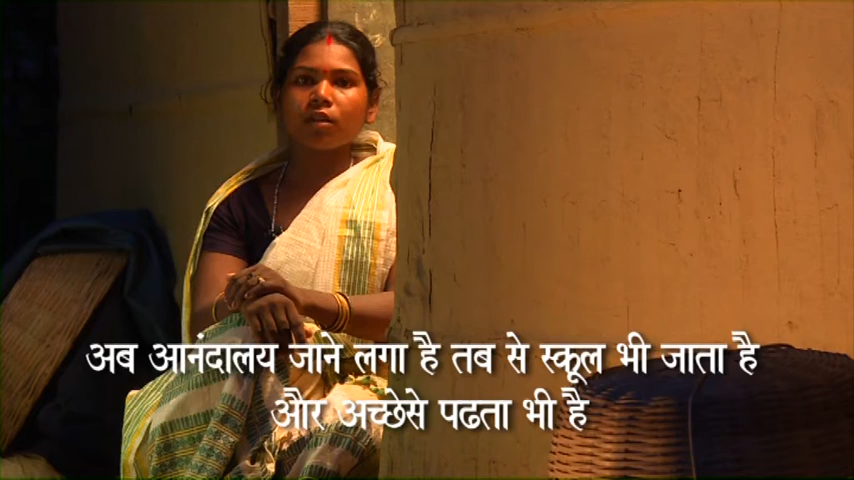 अब आनंदालय जाने लगा है तब से स्कूल भी जाता है
और अच्छेसे पढता भी है